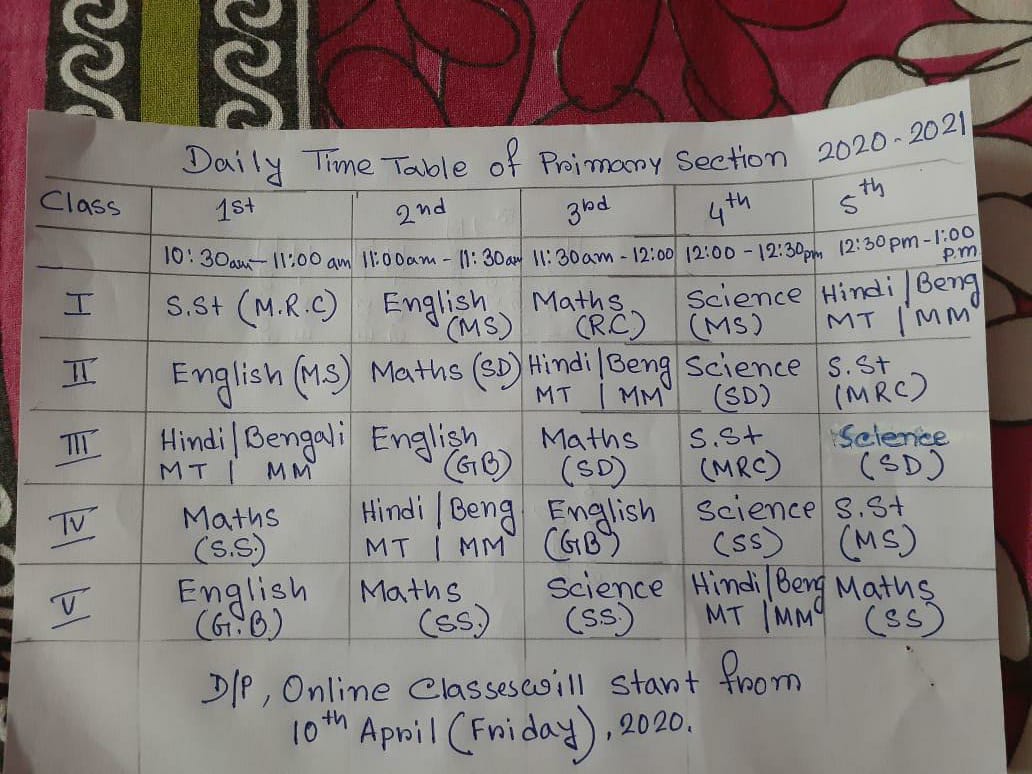 Daily Time Table of Primary Section 2020-2021
Class 1st 2nd 3rd 4th 5th
10:30am-11:00 am 11:00am - 11:30am 11:30am - 12:00 12:00 - 12:30pm 12:30pm - 1:00 p.m
I S.St (M.R.C) English (MS) Maths (R.C) Science (MS) Hindi | Beng MT | MM
II English (M.S) Maths (SD) Hindi | Beng MT | MM Science (SD) S.St (MRC)
III Hindi | Bengali MT | MM English (GB) Maths (SD) S.St (MRC) Science (SD)
IV Maths (S.S.) Hindi | Beng MT | MM English (GB) Science (SS) S.St (MS)
V English (G.B.) Maths (SS.) Science (SS.) Hindi | Beng MT | MM Maths (SS)
D/P, Online Classes will start from
10th April (Friday), 2020.